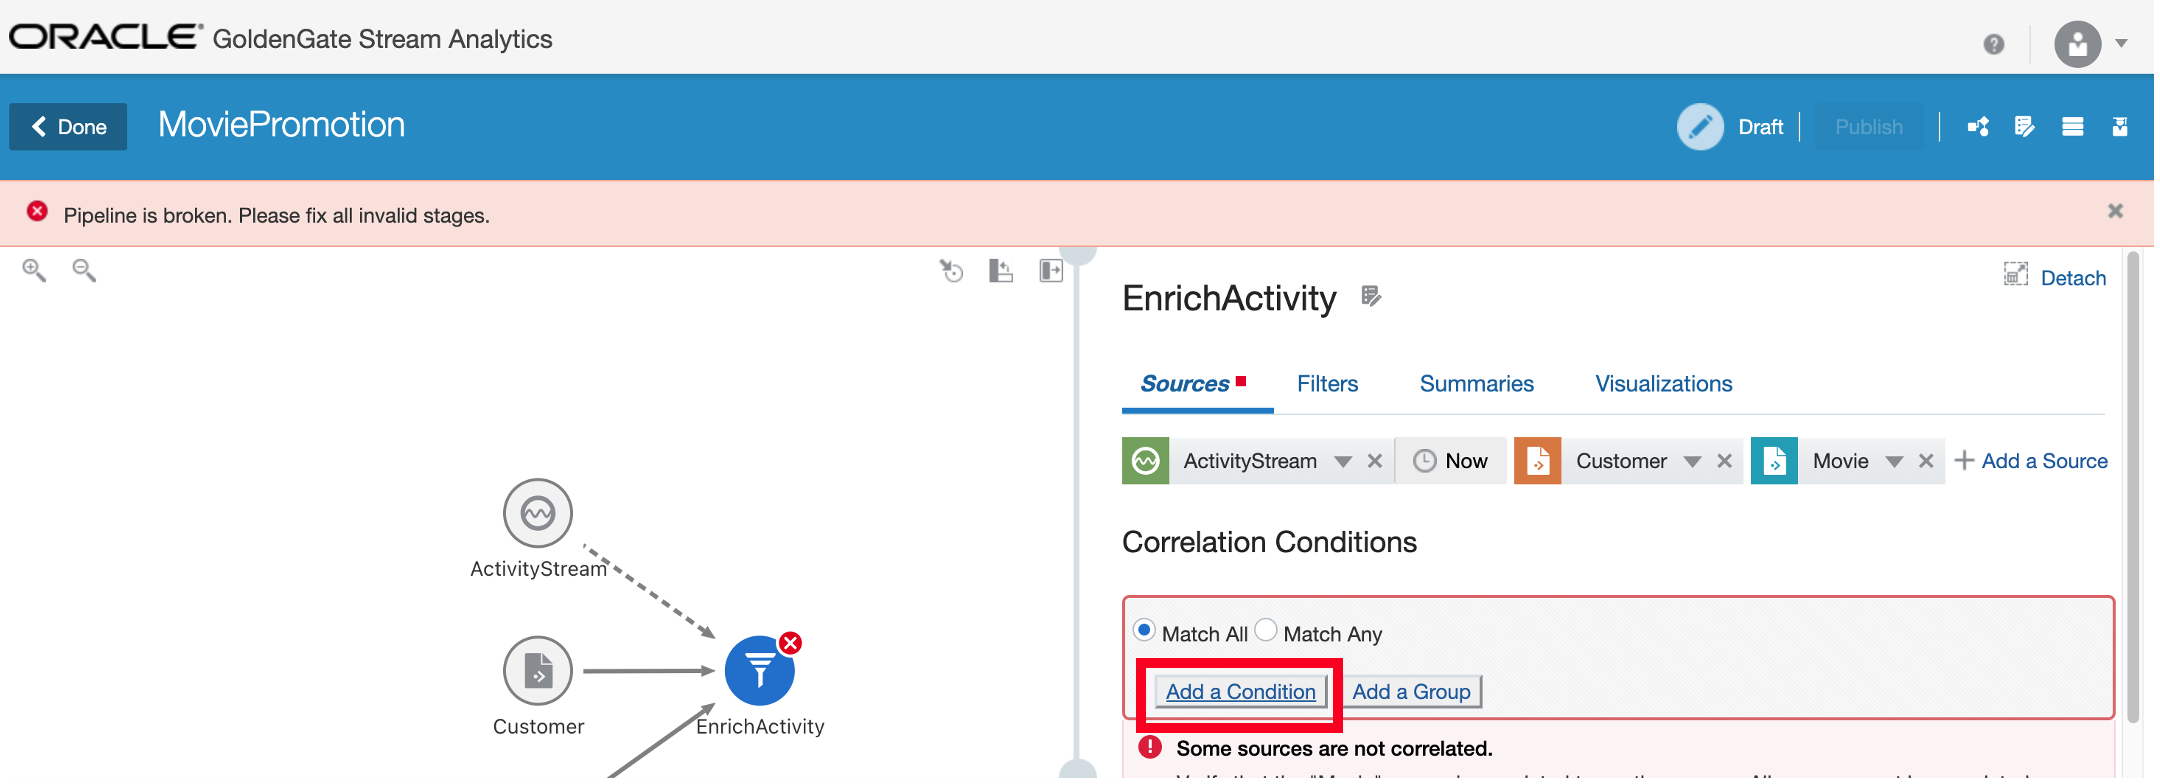 ORACLE GoldenGate Stream Analytics
Done MoviePromotion Draft Publish
Pipeline is broken. Please fix all invalid stages.
Detach
EnrichActivity
Sources Filters Summaries Visualizations
ActivityStream Now Customer Movie Add a Source
Correlation Conditions
Match All Match Any
Add a Condition Add a Group
Some sources are not correlated.
ActivityStream
Customer
EnrichActivity